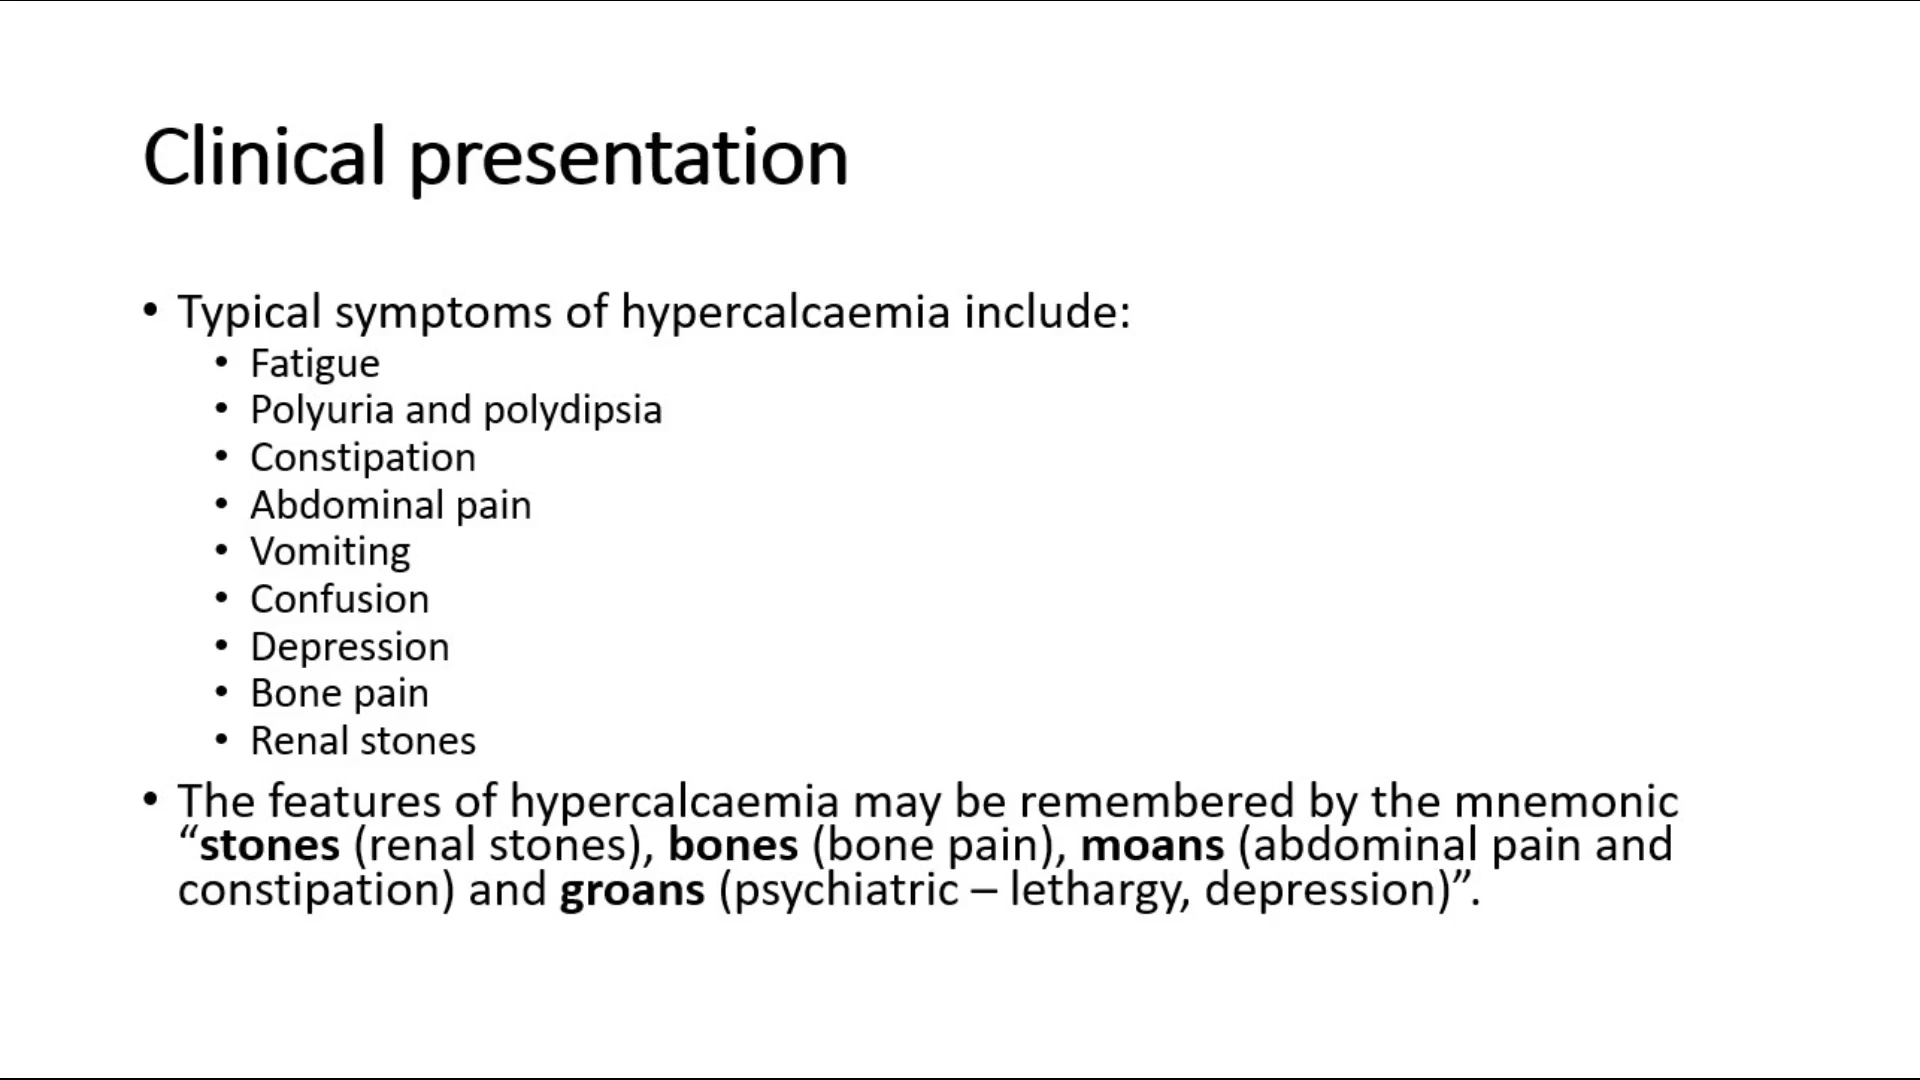 Clinical presentation
• Typical symptoms of hypercalcaemia include:
• Fatigue
• Polyuria and polydipsia
• Constipation
• Abdominal pain
• Vomiting
• Confusion
• Depression
• Bone pain
• Renal stones
• The features of hypercalcaemia may be remembered by the mnemonic
“stones (renal stones), bones (bone pain), moans (abdominal pain and
constipation) and groans (psychiatric – lethargy, depression)”.